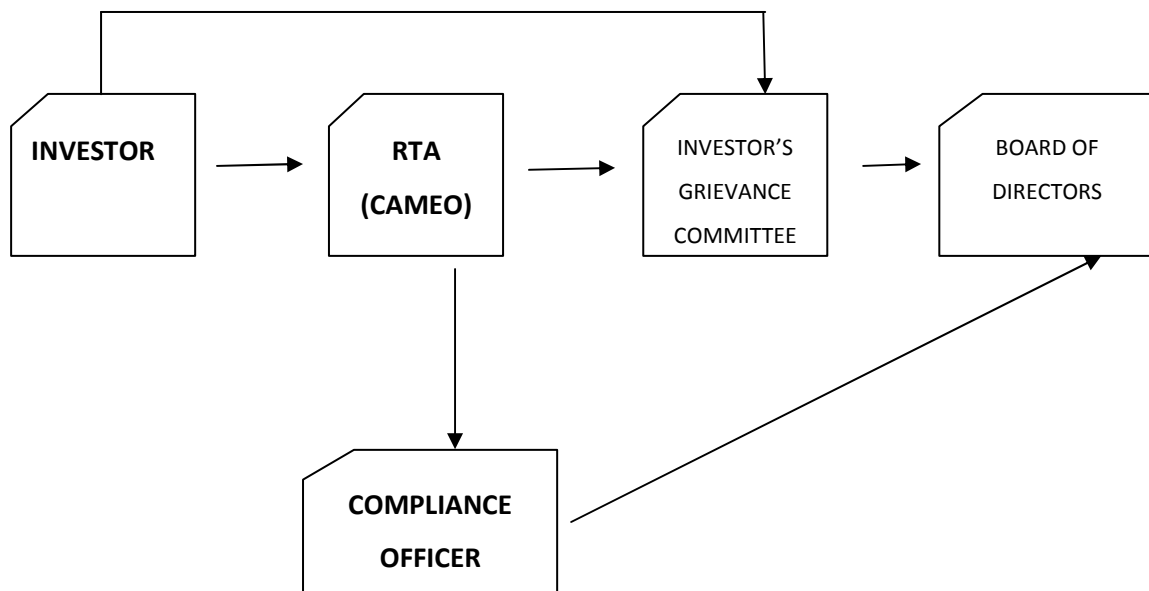 INVESTOR
RTA
(CAMEO)
INVESTOR’S
GRIEVANCE
COMMITTEE
BOARD OF
DIRECTORS
COMPLIANCE
OFFICER